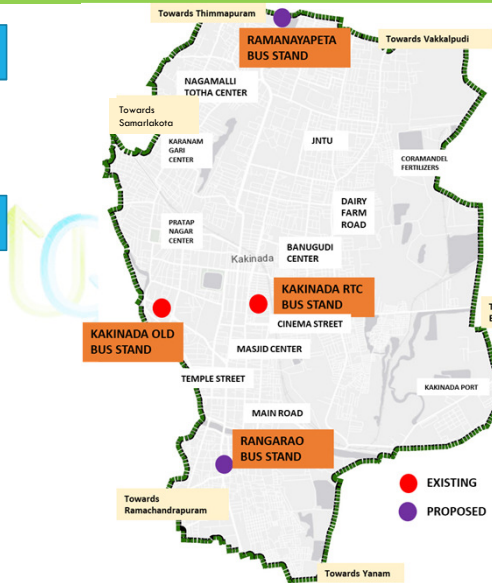 Towards Thimmapuram
RAMANAYAPETA
BUS STAND
Towards Vakkalpudi
NAGAMALLI
TOTHA CENTER
Towards
Samarlakota
KARANAM
GARI
CENTER
JNTU
CORAMANDEL
FERTILIZERS
DAIRY
FARM
ROAD
PRATAP
NAGAR
CENTER
BANUGUDI
CENTER
Kakinada
KAKINADA RTC
BUS STAND
CINEMA STREET
KAKINADA OLD
BUS STAND
MASJID CENTER
TEMPLE STREET
KAKINADA PORT
MAIN ROAD
RANGARAO
BUS STAND
EXISTING
PROPOSED
Towards
Ramachandrapuram
Towards Yanam